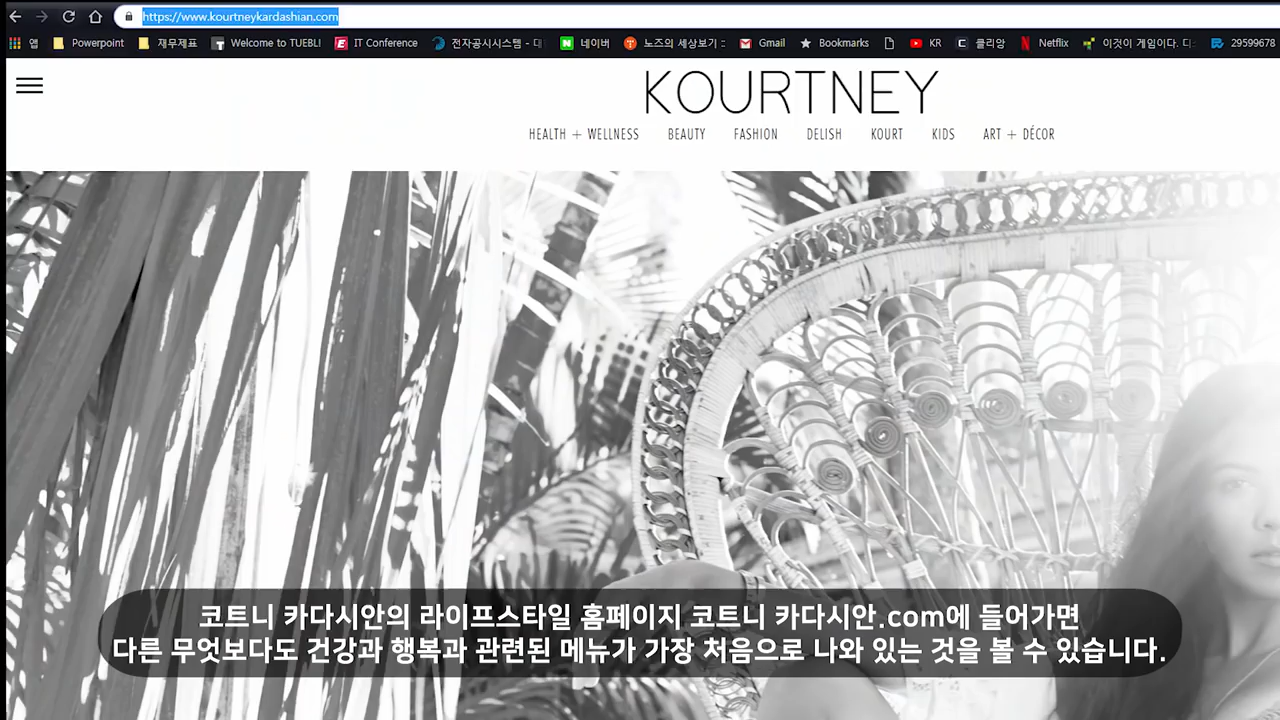 https://www.kourtneykardashian.com
앱 Powerpoint 재무제표 Welcome to TUEBLI IT Conference 전자공시시스템 - 대 네이버 노즈의 세상보기 :: Gmail Bookmarks KR 클리앙 Netflix 이것이 게임이다. 디스 29599678
KOURTNEY
HEALTH + WELLNESS BEAUTY FASHION DELISH KOURT KIDS ART + DÉCOR
코트니 카다시안의 라이프스타일 홈페이지 코트니 카다시안.com에 들어가면
다른 무엇보다도 건강과 행복과 관련된 메뉴가 가장 처음으로 나와 있는 것을 볼 수 있습니다.